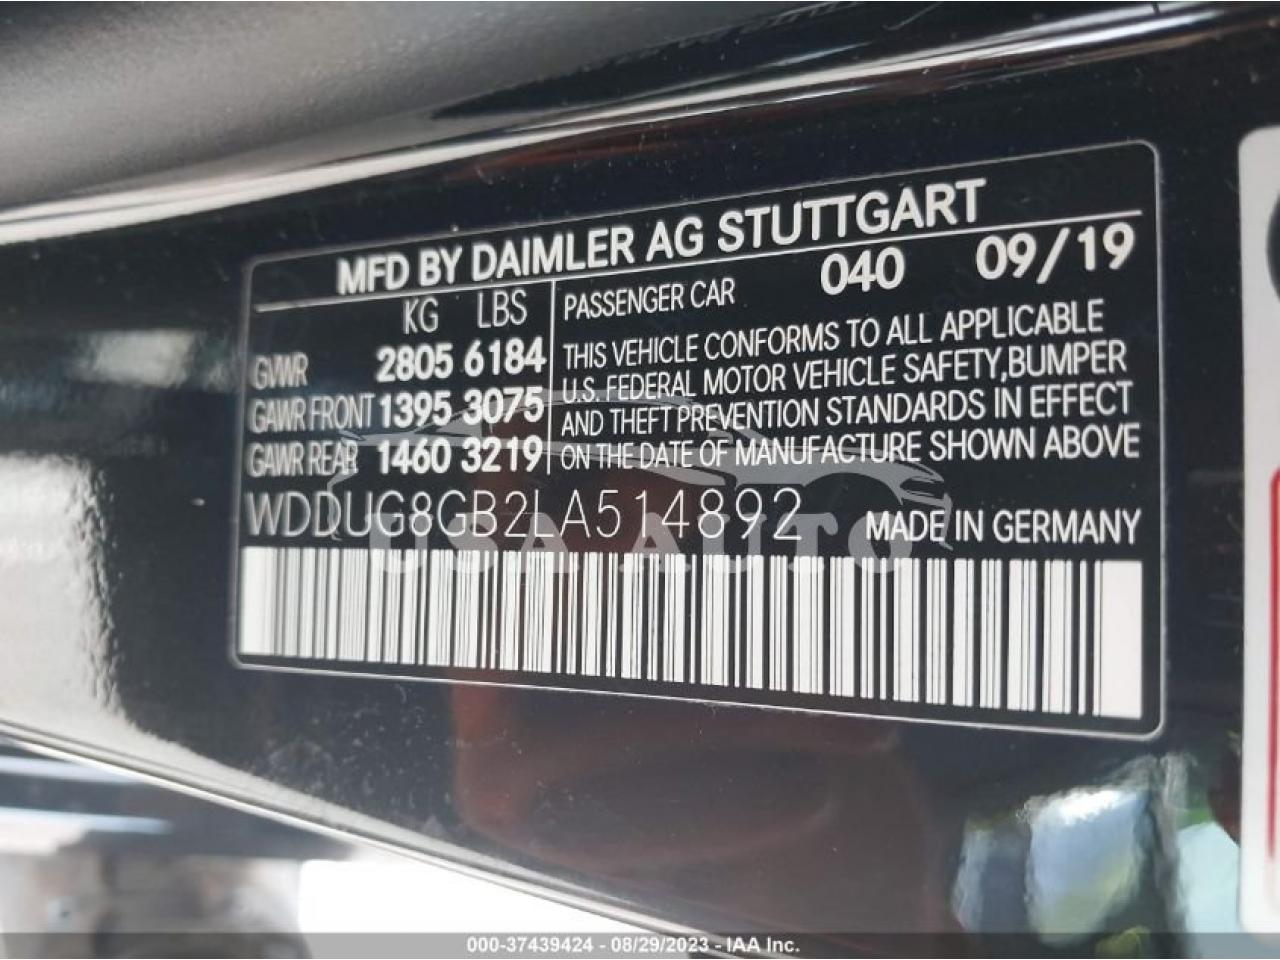 MFD BY DAIMLER AG STUTTGART
KG LBS
PASSENGER CAR 040 09/19
GVWR 2805 6184
GAWR FRONT 1395 3075
GAWR REAR 1460 3219
THIS VEHICLE CONFORMS TO ALL APPLICABLE
U.S. FEDERAL MOTOR VEHICLE SAFETY, BUMPER
AND THEFT PREVENTION STANDARDS IN EFFECT
ON THE DATE OF MANUFACTURE SHOWN ABOVE
WDDUG8GB2LA514892 MADE IN GERMANY
USA AUTO
000-37439424 - 08/29/2023 - IAA Inc.